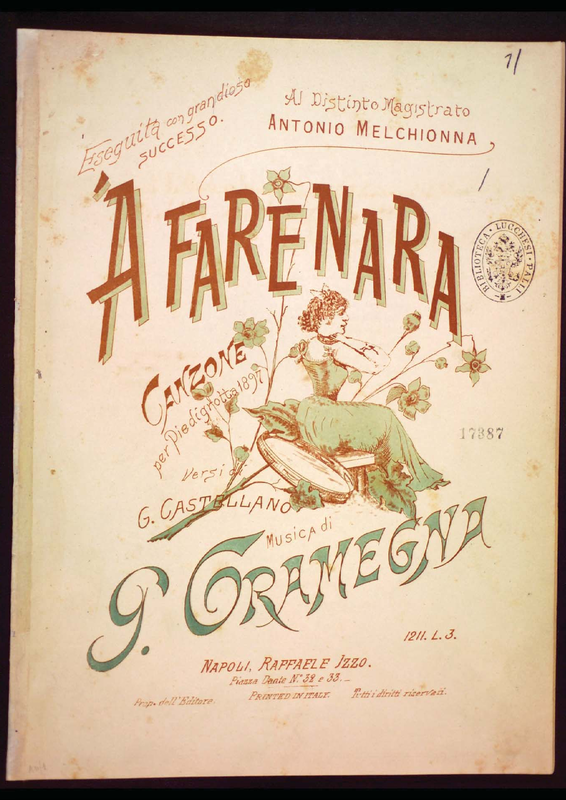 1/
Eseguita con grandioso
SUCCESSO.
Al Distinto Magistrato
ANTONIO MELCHIONNA
/
'A FARENARA
BIBLIOTECA · LUCCHESI · PALLI
CANZONE
per Piedigrotta 1897
17387
Versi di
G. CASTELLANO
MUSICA di
G. GRAMEGNA
1211. L. 3.
NAPOLI, RAFFAELE IZZO.
Piazza Dante Nº. 32 e 33._
Prop. dell'Editore.
PRINTED IN ITALY.
Tutti i diritti riservati.